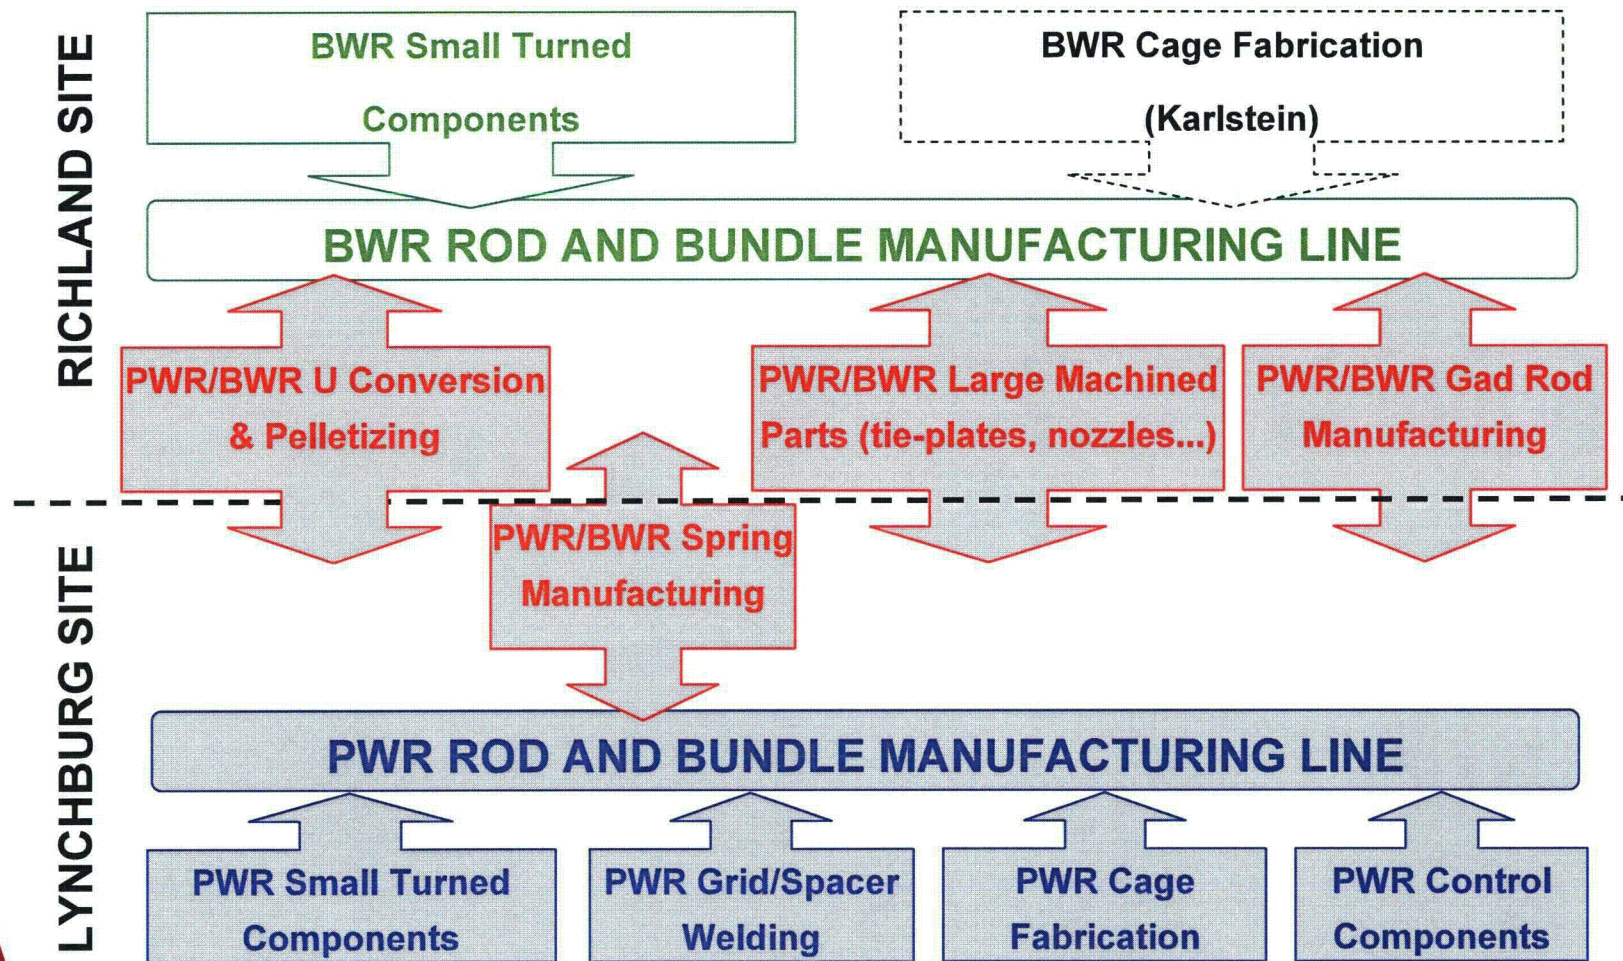 RICHLAND SITE
BWR Small Turned
Components
BWR Cage Fabrication
(Karlstein)
BWR ROD AND BUNDLE MANUFACTURING LINE
PWR/BWR U Conversion
& Pelletizing
PWR/BWR Large Machined
Parts (tie-plates, nozzles...)
PWR/BWR Gad Rod
Manufacturing
LYNCHBURG SITE
PWR/BWR Spring
Manufacturing
PWR ROD AND BUNDLE MANUFACTURING LINE
PWR Small Turned
Components
PWR Grid/Spacer
Welding
PWR Cage
Fabrication
PWR Control
Components